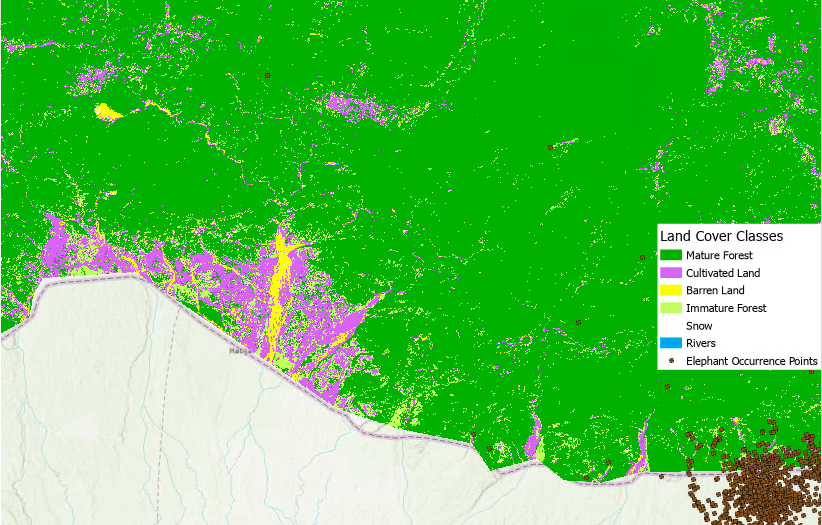 Land Cover Classes
Mature Forest
Cultivated Land
Barren Land
Immature Forest
Snow
Rivers
Elephant Occurrence Points